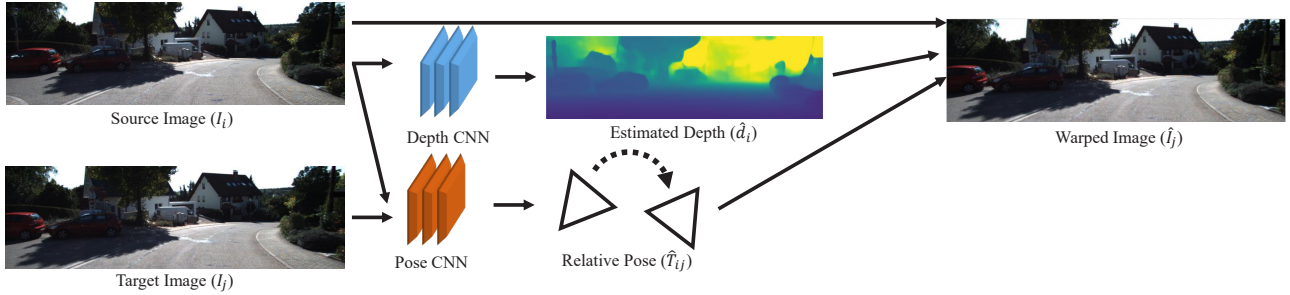 Source Image (I_i)
Depth CNN
Estimated Depth (d̂_i)
Warped Image (Î_j)
Target Image (I_j)
Pose CNN
Relative Pose (T̂_ij)